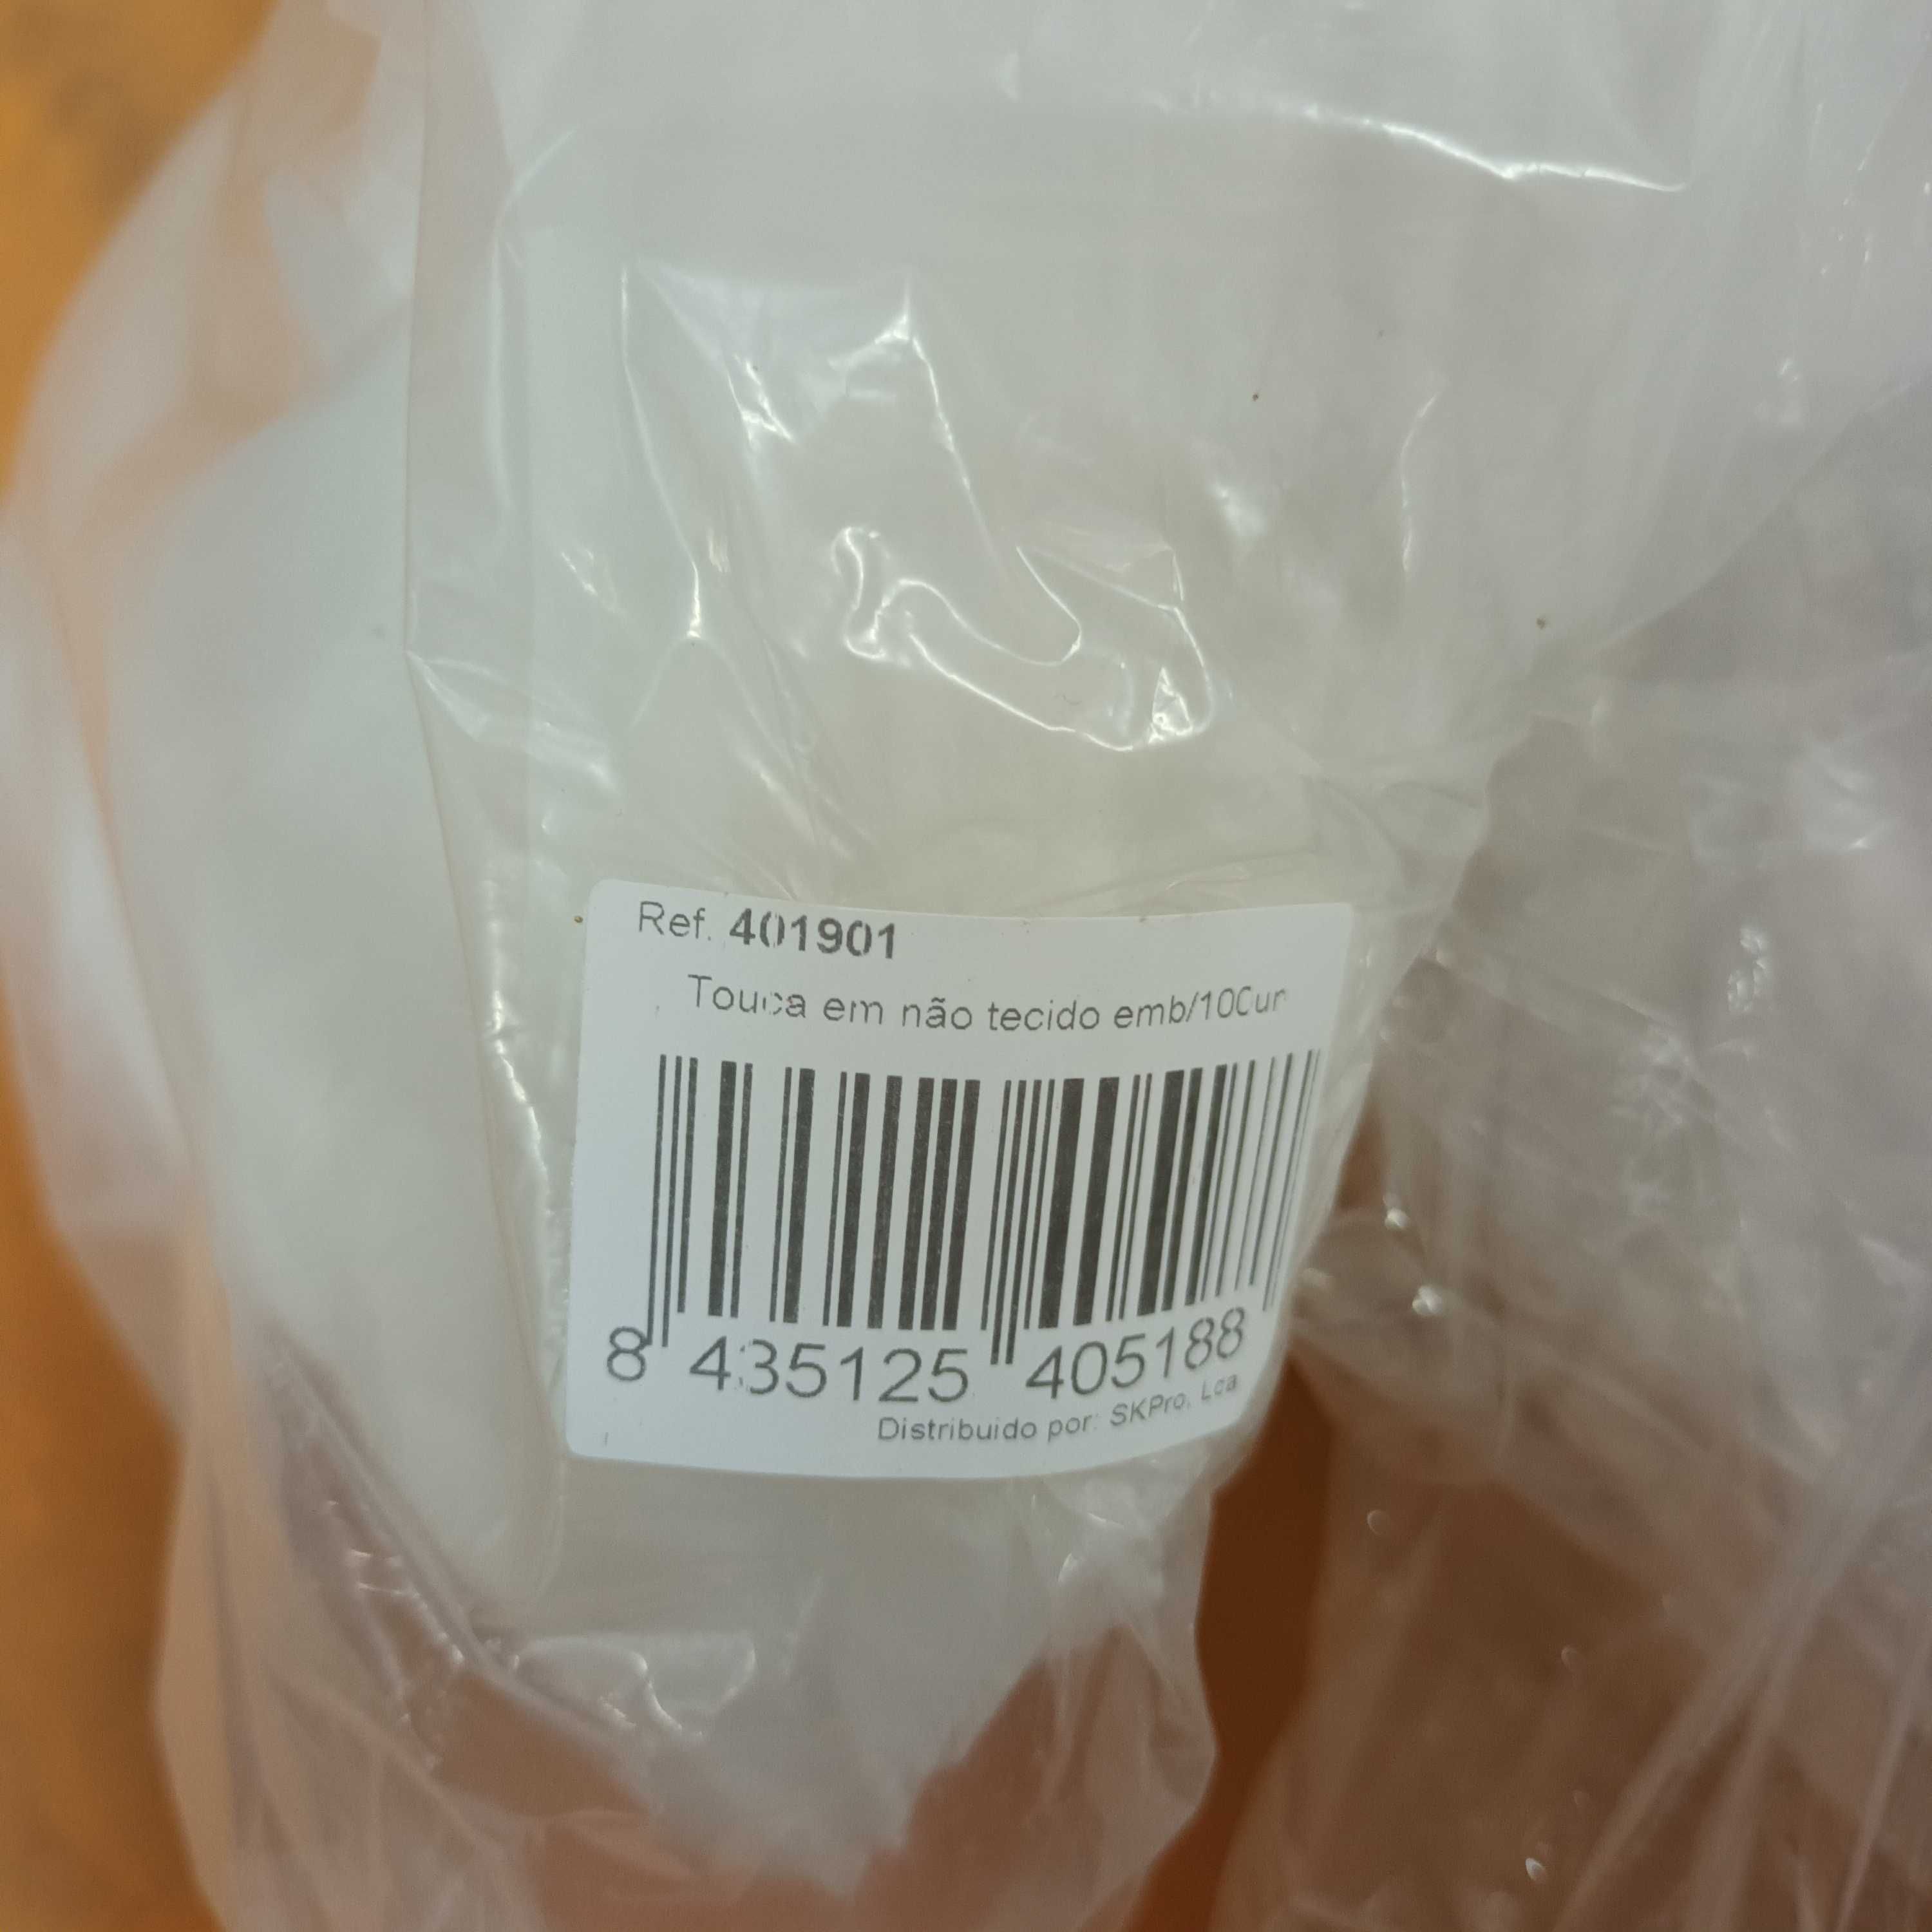 Ref. 401901
Touca em não tecido emb/100un
8 435125 405188
Distribuido por: SKPro, Lda